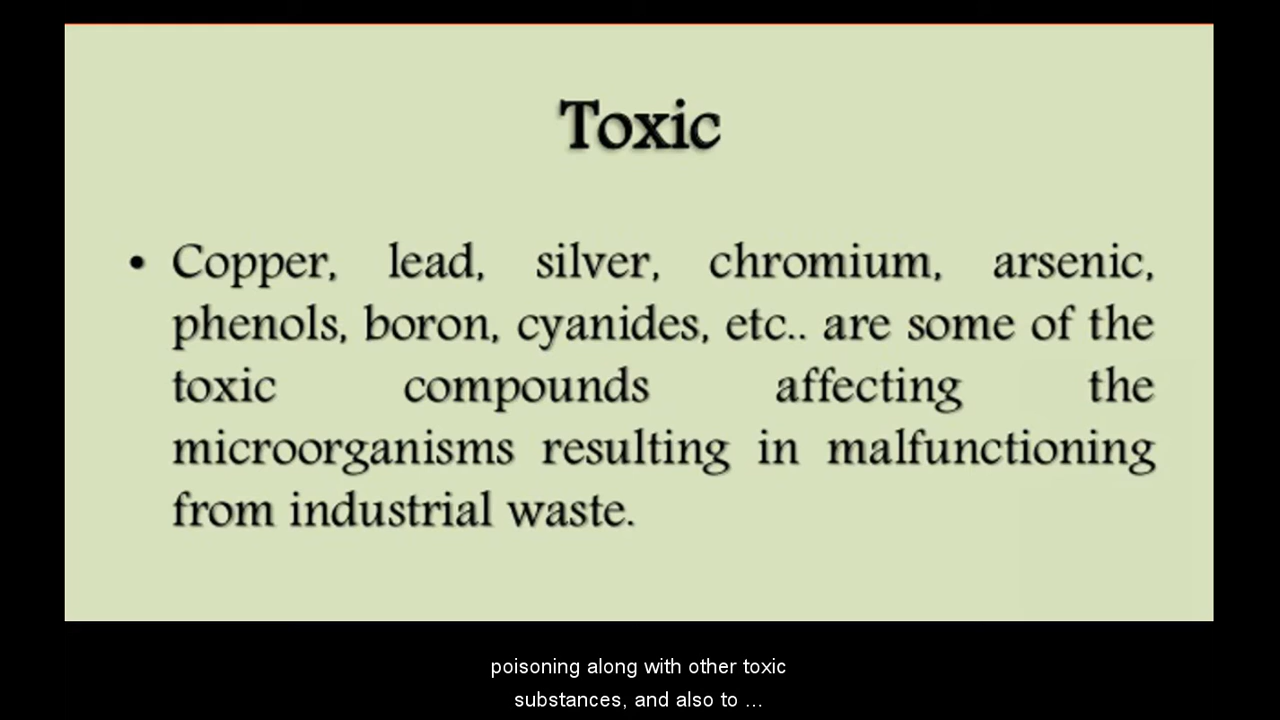 Toxic
• Copper, lead, silver, chromium, arsenic,
phenols, boron, cyanides, etc.. are some of the
toxic compounds affecting the
microorganisms resulting in malfunctioning
from industrial waste.
poisoning along with other toxic
substances, and also to ...